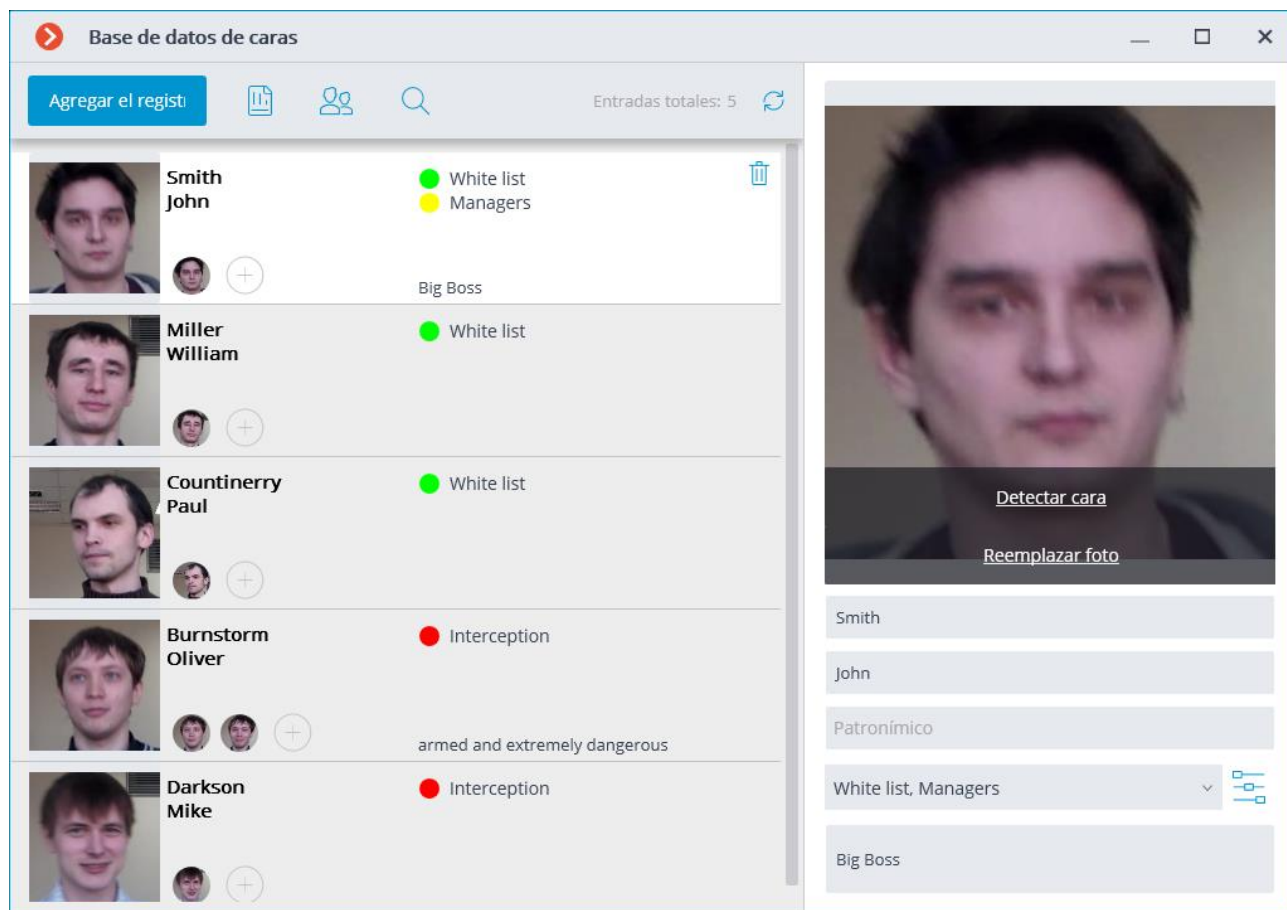 Base de datos de caras
Agregar el regist
Entradas totales: 5
Smith
John
White list
Managers
Big Boss
Miller
William
White list
Countinerry
Paul
White list
Burnstorm
Oliver
Interception
armed and extremely dangerous
Darkson
Mike
Interception
Detectar cara
Reemplazar foto
Smith
John
Patronímico
White list, Managers
Big Boss